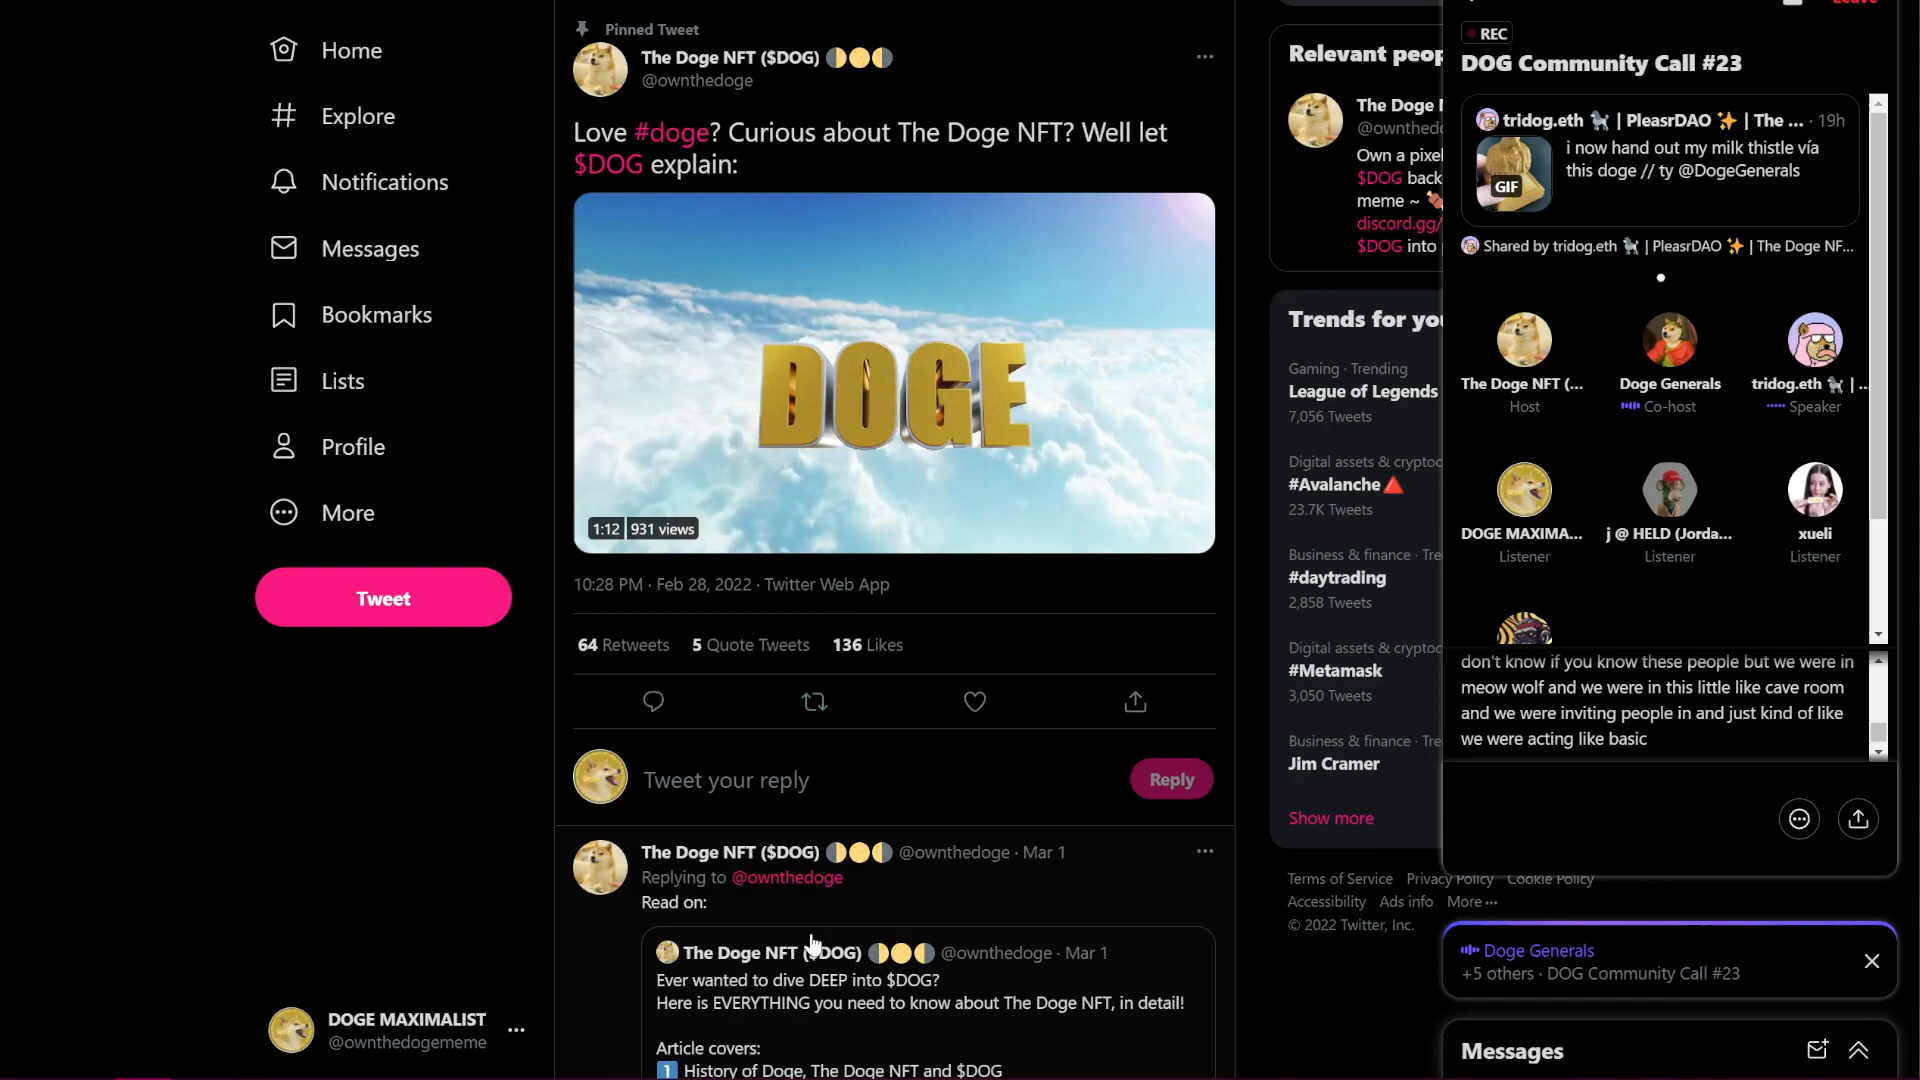 Home
Explore
Notifications
Messages
Bookmarks
Lists
Profile
More
Tweet
DOGE MAXIMALIST
@ownthedogememe
Pinned Tweet
The Doge NFT ($DOG)
@ownthedoge
Love #doge? Curious about The Doge NFT? Well let
$DOG explain:
DOGE
1:12 931 views
10:28 PM · Feb 28, 2022 · Twitter Web App
64 Retweets 5 Quote Tweets 136 Likes
Tweet your reply
Reply
The Doge NFT ($DOG) @ownthedoge · Mar 1
Replying to @ownthedoge
Read on:
The Doge NFT ($DOG) @ownthedoge · Mar 1
Ever wanted to dive DEEP into $DOG?
Here is EVERYTHING you need to know about The Doge NFT, in detail!
Article covers:
1 History of Doge, The Doge NFT and $DOG
Relevant peop
The Doge
@ownthed
Own a pixel
$DOG back
meme ~
discord.gg/
$DOG into
Trends for you
Gaming · Trending
League of Legends
7,056 Tweets
Digital assets & cryptoc
#Avalanche
23.7K Tweets
Business & finance · Tre
#daytrading
2,858 Tweets
Digital assets & cryptoc
#Metamask
3,050 Tweets
Business & finance · Tre
Jim Cramer
Show more
Terms of Service Privacy Policy Cookie Policy
Accessibility Ads info More ···
© 2022 Twitter, Inc.
Leave
REC
DOG Community Call #23
tridog.eth | PleasrDAO | The ... · 19h
i now hand out my milk thistle vía
this doge // ty @DogeGenerals
GIF
Shared by tridog.eth | PleasrDAO | The Doge NF...
The Doge NFT (... Doge Generals tridog.eth | ...
Host Co-host Speaker
DOGE MAXIMA... j @ HELD (Jorda... xueli
Listener Listener Listener
don't know if you know these people but we were in
meow wolf and we were in this little like cave room
and we were inviting people in and just kind of like
we were acting like basic
Doge Generals
+5 others · DOG Community Call #23
Messages